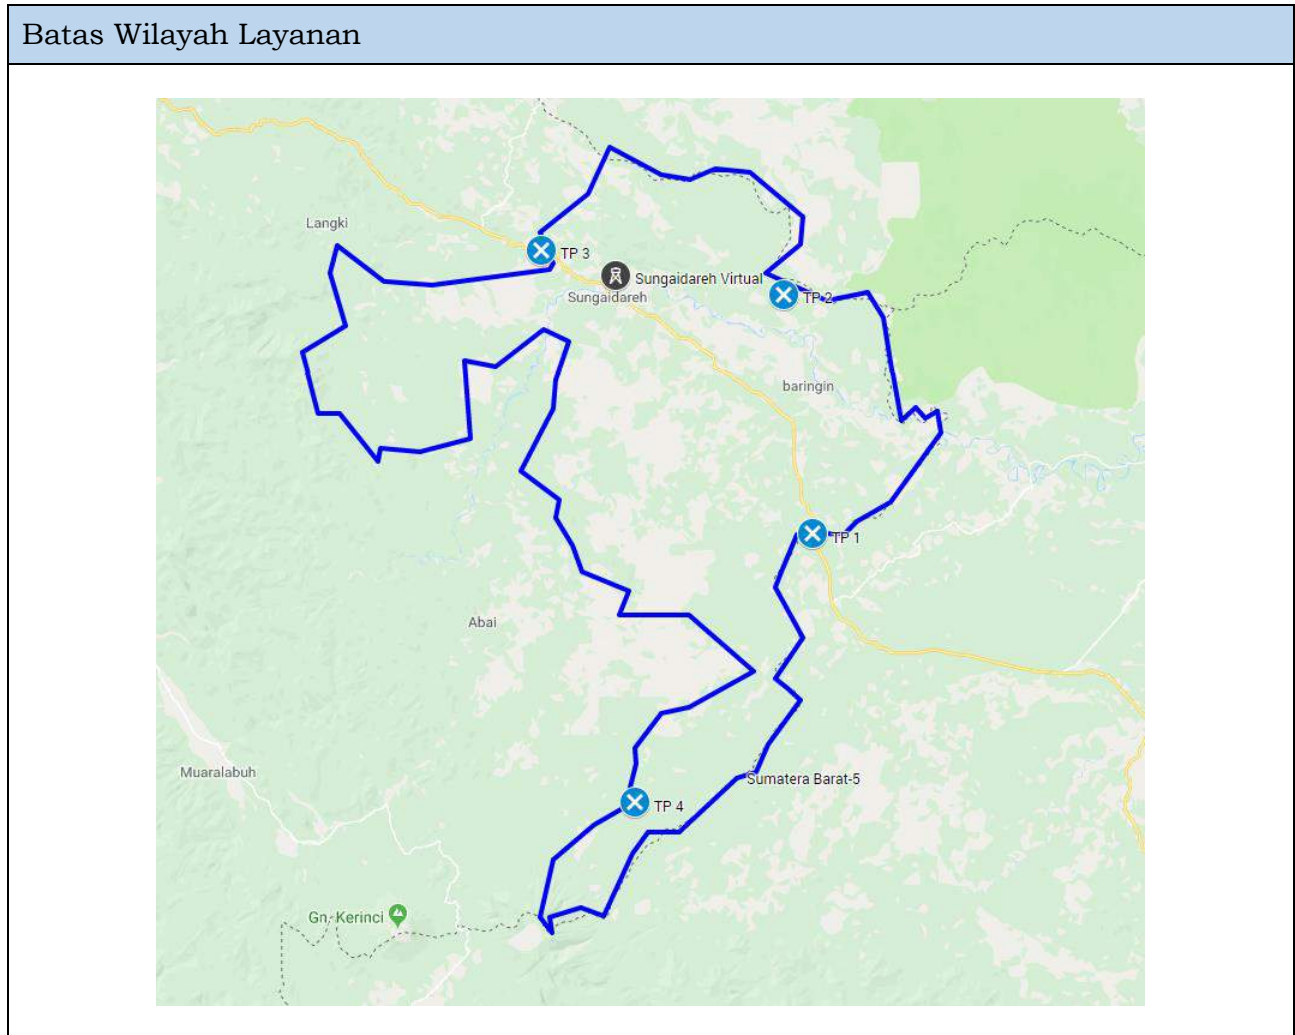 Batas Wilayah Layanan
Langki
TP 3
Sungaidareh Virtual
Sungaidareh
TP 2
baringin
TP 1
Abai
Muaralabuh
Sumatera Barat-5
TP 4
Gn. Kerinci